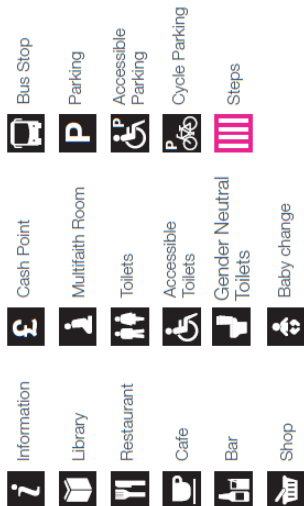 Information
Library
Restaurant
Cafe
Bar
Shop
£ Cash Point
Multifaith Room
Toilets
Accessible
Toilets
Gender Neutral
Toilets
Baby change
Bus Stop
P Parking
P Accessible
Parking
P Cycle Parking
Steps